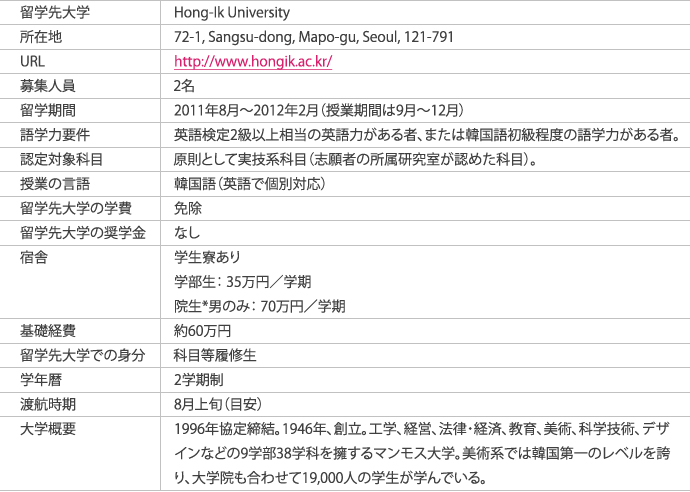 留学先大学 Hong-Ik University
所在地 72-1, Sangsu-dong, Mapo-gu, Seoul, 121-791
URL http://www.hongik.ac.kr/
募集人員 2名
留学期間 2011年8月～2012年2月（授業期間は9月～12月）
語学力要件 英語検定2級以上相当の英語力がある者、または韓国語初級程度の語学力がある者。
認定対象科目 原則として実技系科目（志願者の所属研究室が認めた科目）。
授業の言語 韓国語（英語で個別対応）
留学先大学の学費 免除
留学先大学の奨学金 なし
宿舎 学生寮あり
学部生： 35万円／学期
院生*男のみ： 70万円／学期
基礎経費 約60万円
留学先大学での身分 科目等履修生
学年暦 2学期制
渡航時期 8月上旬（目安）
大学概要 1996年協定締結。1946年、創立。工学、経営、法律・経済、教育、美術、科学技術、デザ
インなどの9学部38学科を擁するマンモス大学。美術系では韓国第一のレベルを誇
り、大学院も合わせて19,000人の学生が学んでいる。